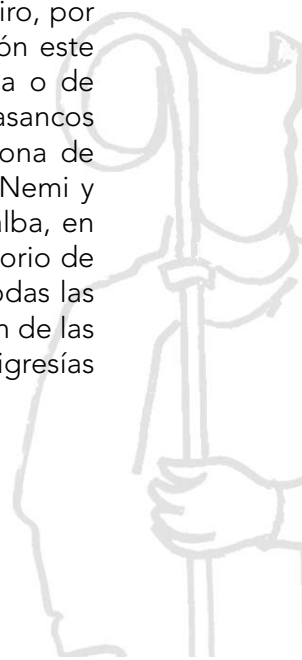 iro, por
ón este
a o de
asancos
ona de
Nemi y
alba, en
orio de
odas las
n de las
igresías